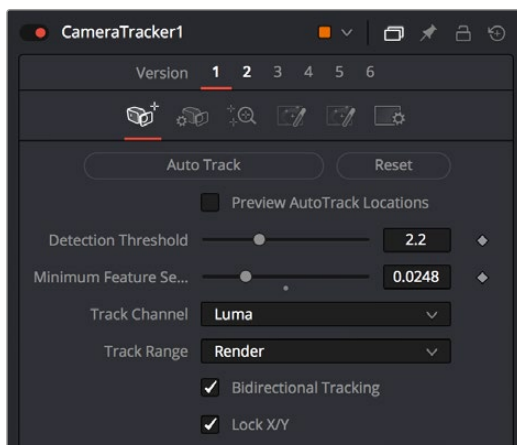 CameraTracker1
Version 1 2 3 4 5 6
Auto Track Reset
Preview AutoTrack Locations
Detection Threshold 2.2
Minimum Feature Se... 0.0248
Track Channel Luma
Track Range Render
Bidirectional Tracking
Lock X/Y